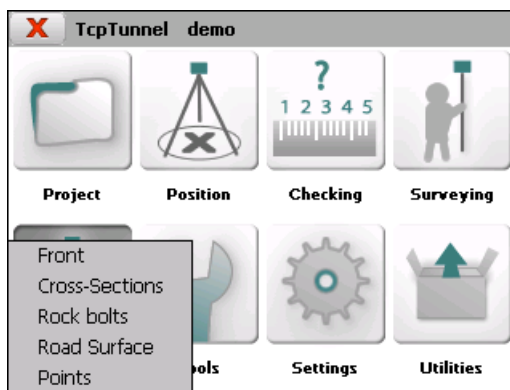 X TcpTunnel demo
?
1 2 3 4 5
Project Position Checking Surveying
Front
Cross-Sections
Rock bolts
Road Surface
Points
ols Settings Utilities